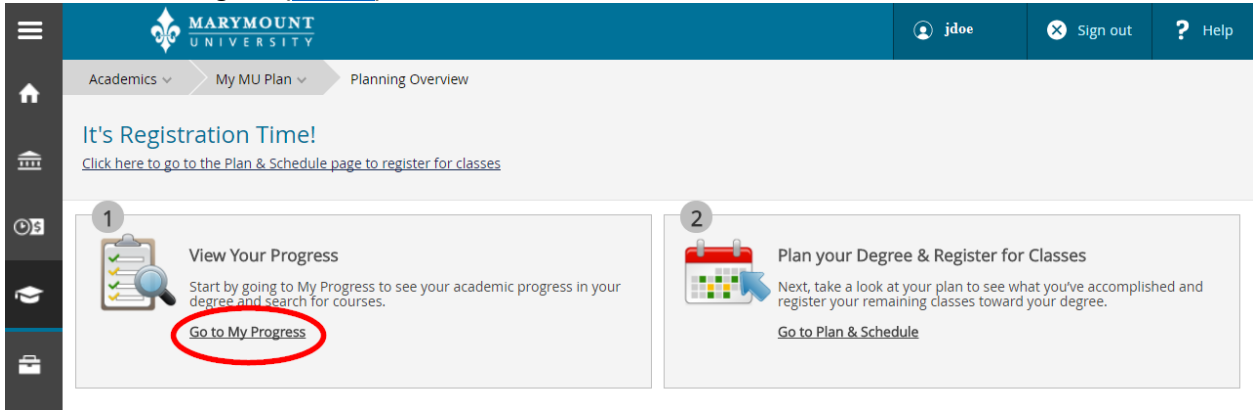 MARYMOUNT
UNIVERSITY
jdoe
Sign out
? Help
Academics
My MU Plan
Planning Overview
It's Registration Time!
Click here to go to the Plan & Schedule page to register for classes
1
View Your Progress
Start by going to My Progress to see your academic progress in your
degree and search for courses.
Go to My Progress
2
Plan your Degree & Register for Classes
Next, take a look at your plan to see what you've accomplished and
register your remaining classes toward your degree.
Go to Plan & Schedule